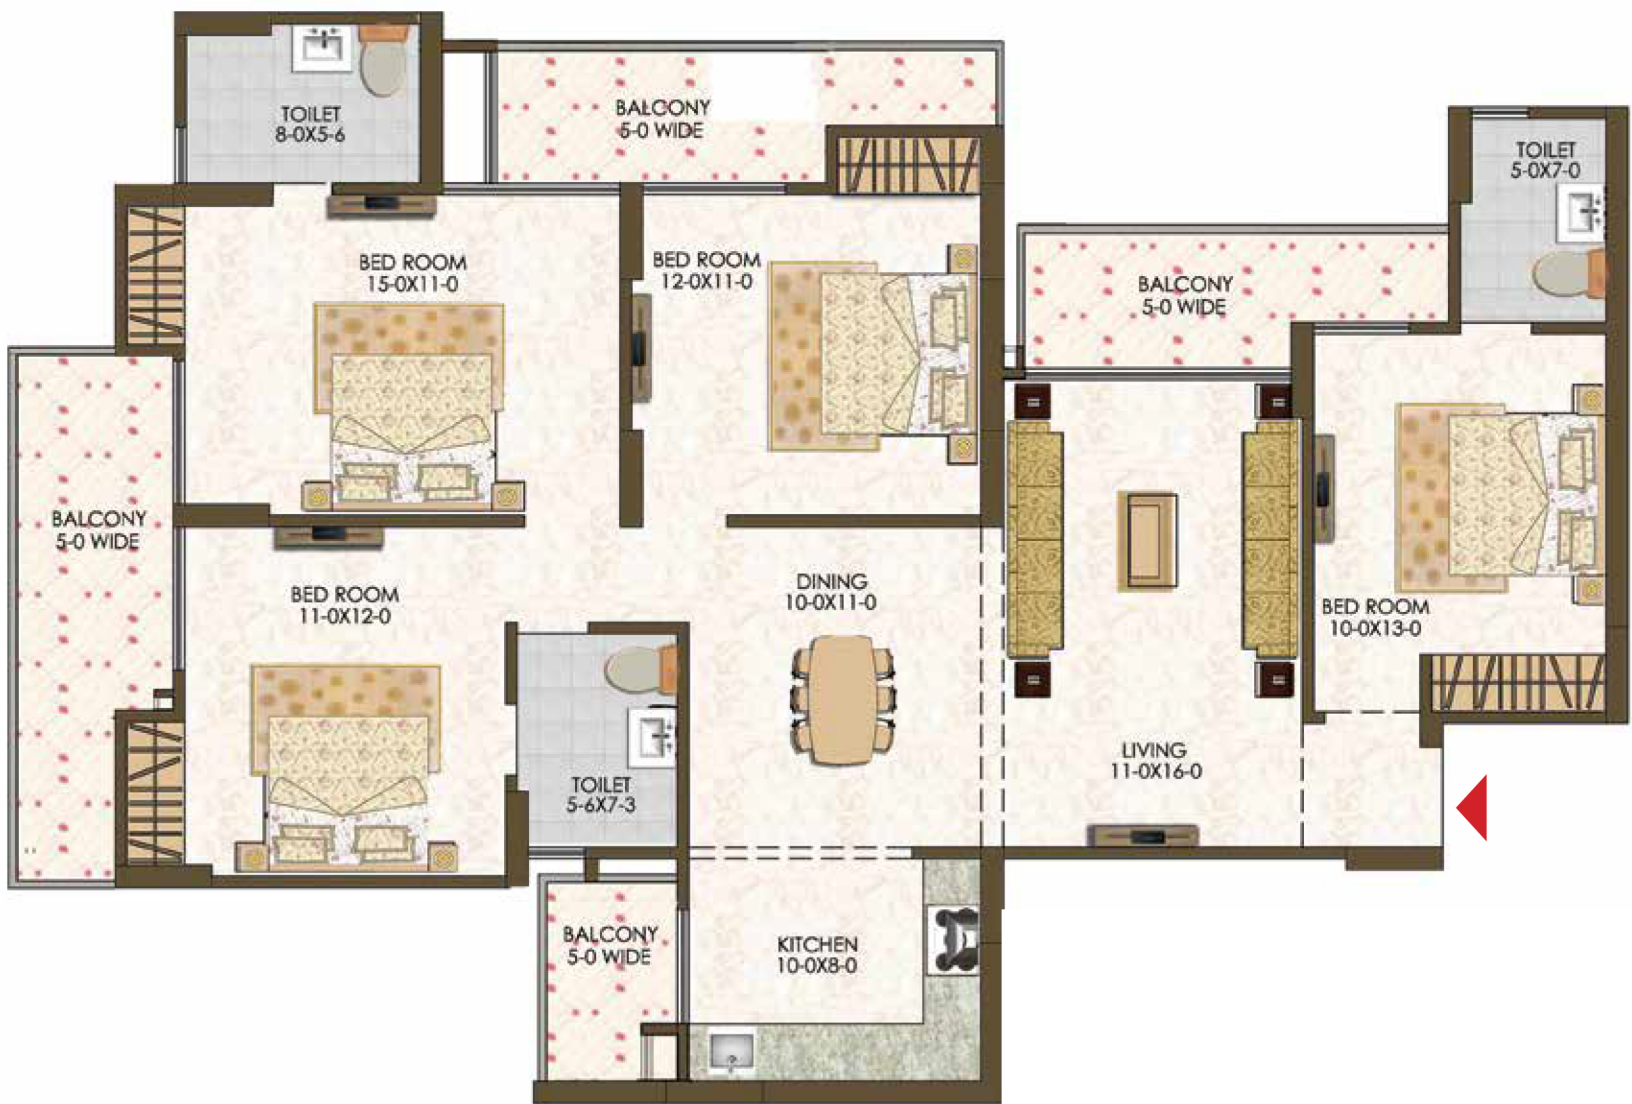 TOILET
8-0X5-6
BALCONY
5-0 WIDE
TOILET
5-0X7-0
BED ROOM
15-0X11-0
BED ROOM
12-0X11-0
BALCONY
5-0 WIDE
BALCONY
5-0 WIDE
BED ROOM
11-0X12-0
DINING
10-0X11-0
BED ROOM
10-0X13-0
TOILET
5-6X7-3
LIVING
11-0X16-0
BALCONY
5-0 WIDE
KITCHEN
10-0X8-0